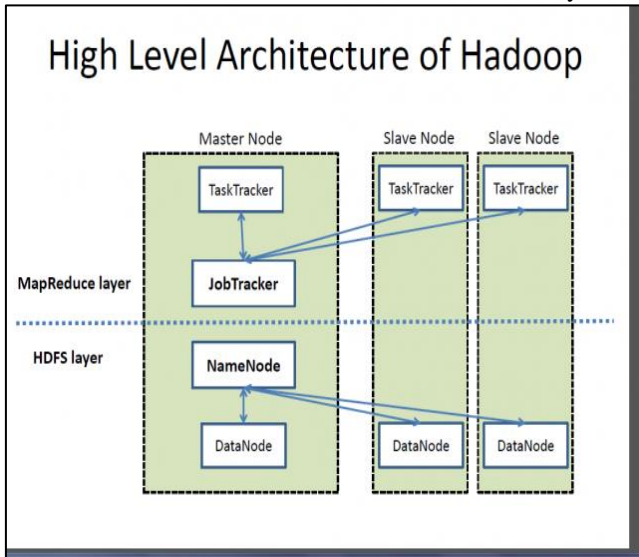 High Level Architecture of Hadoop
Master Node Slave Node Slave Node
TaskTracker TaskTracker TaskTracker
MapReduce layer JobTracker
HDFS layer NameNode
DataNode DataNode DataNode